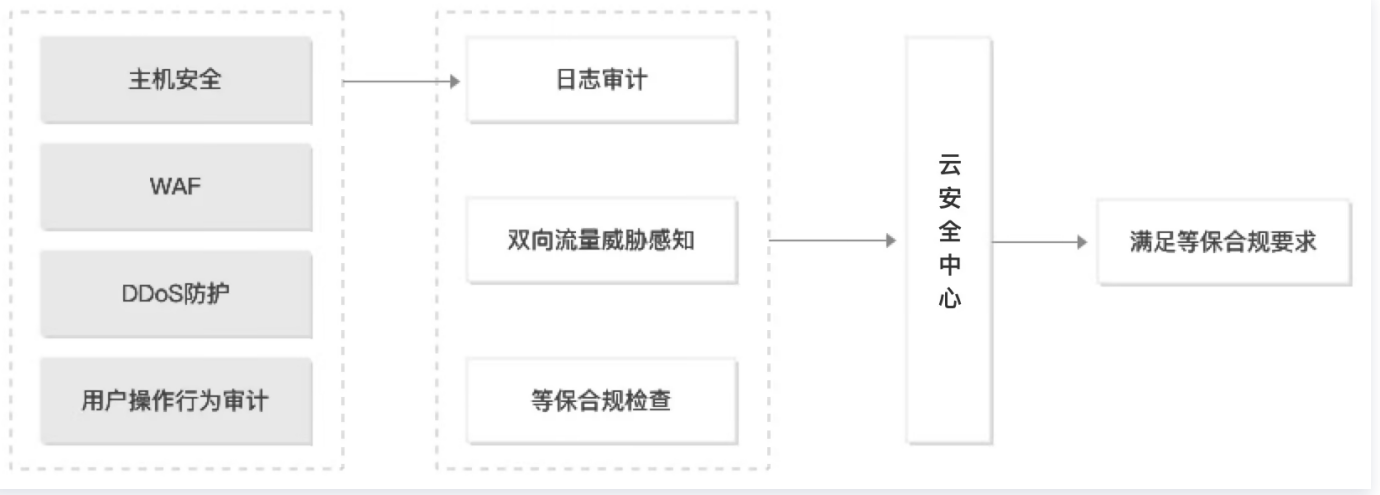 主机安全
WAF
DDoS防护
用户操作行为审计
日志审计
双向流量威胁感知
等保合规检查
云安全中心
满足等保合规要求